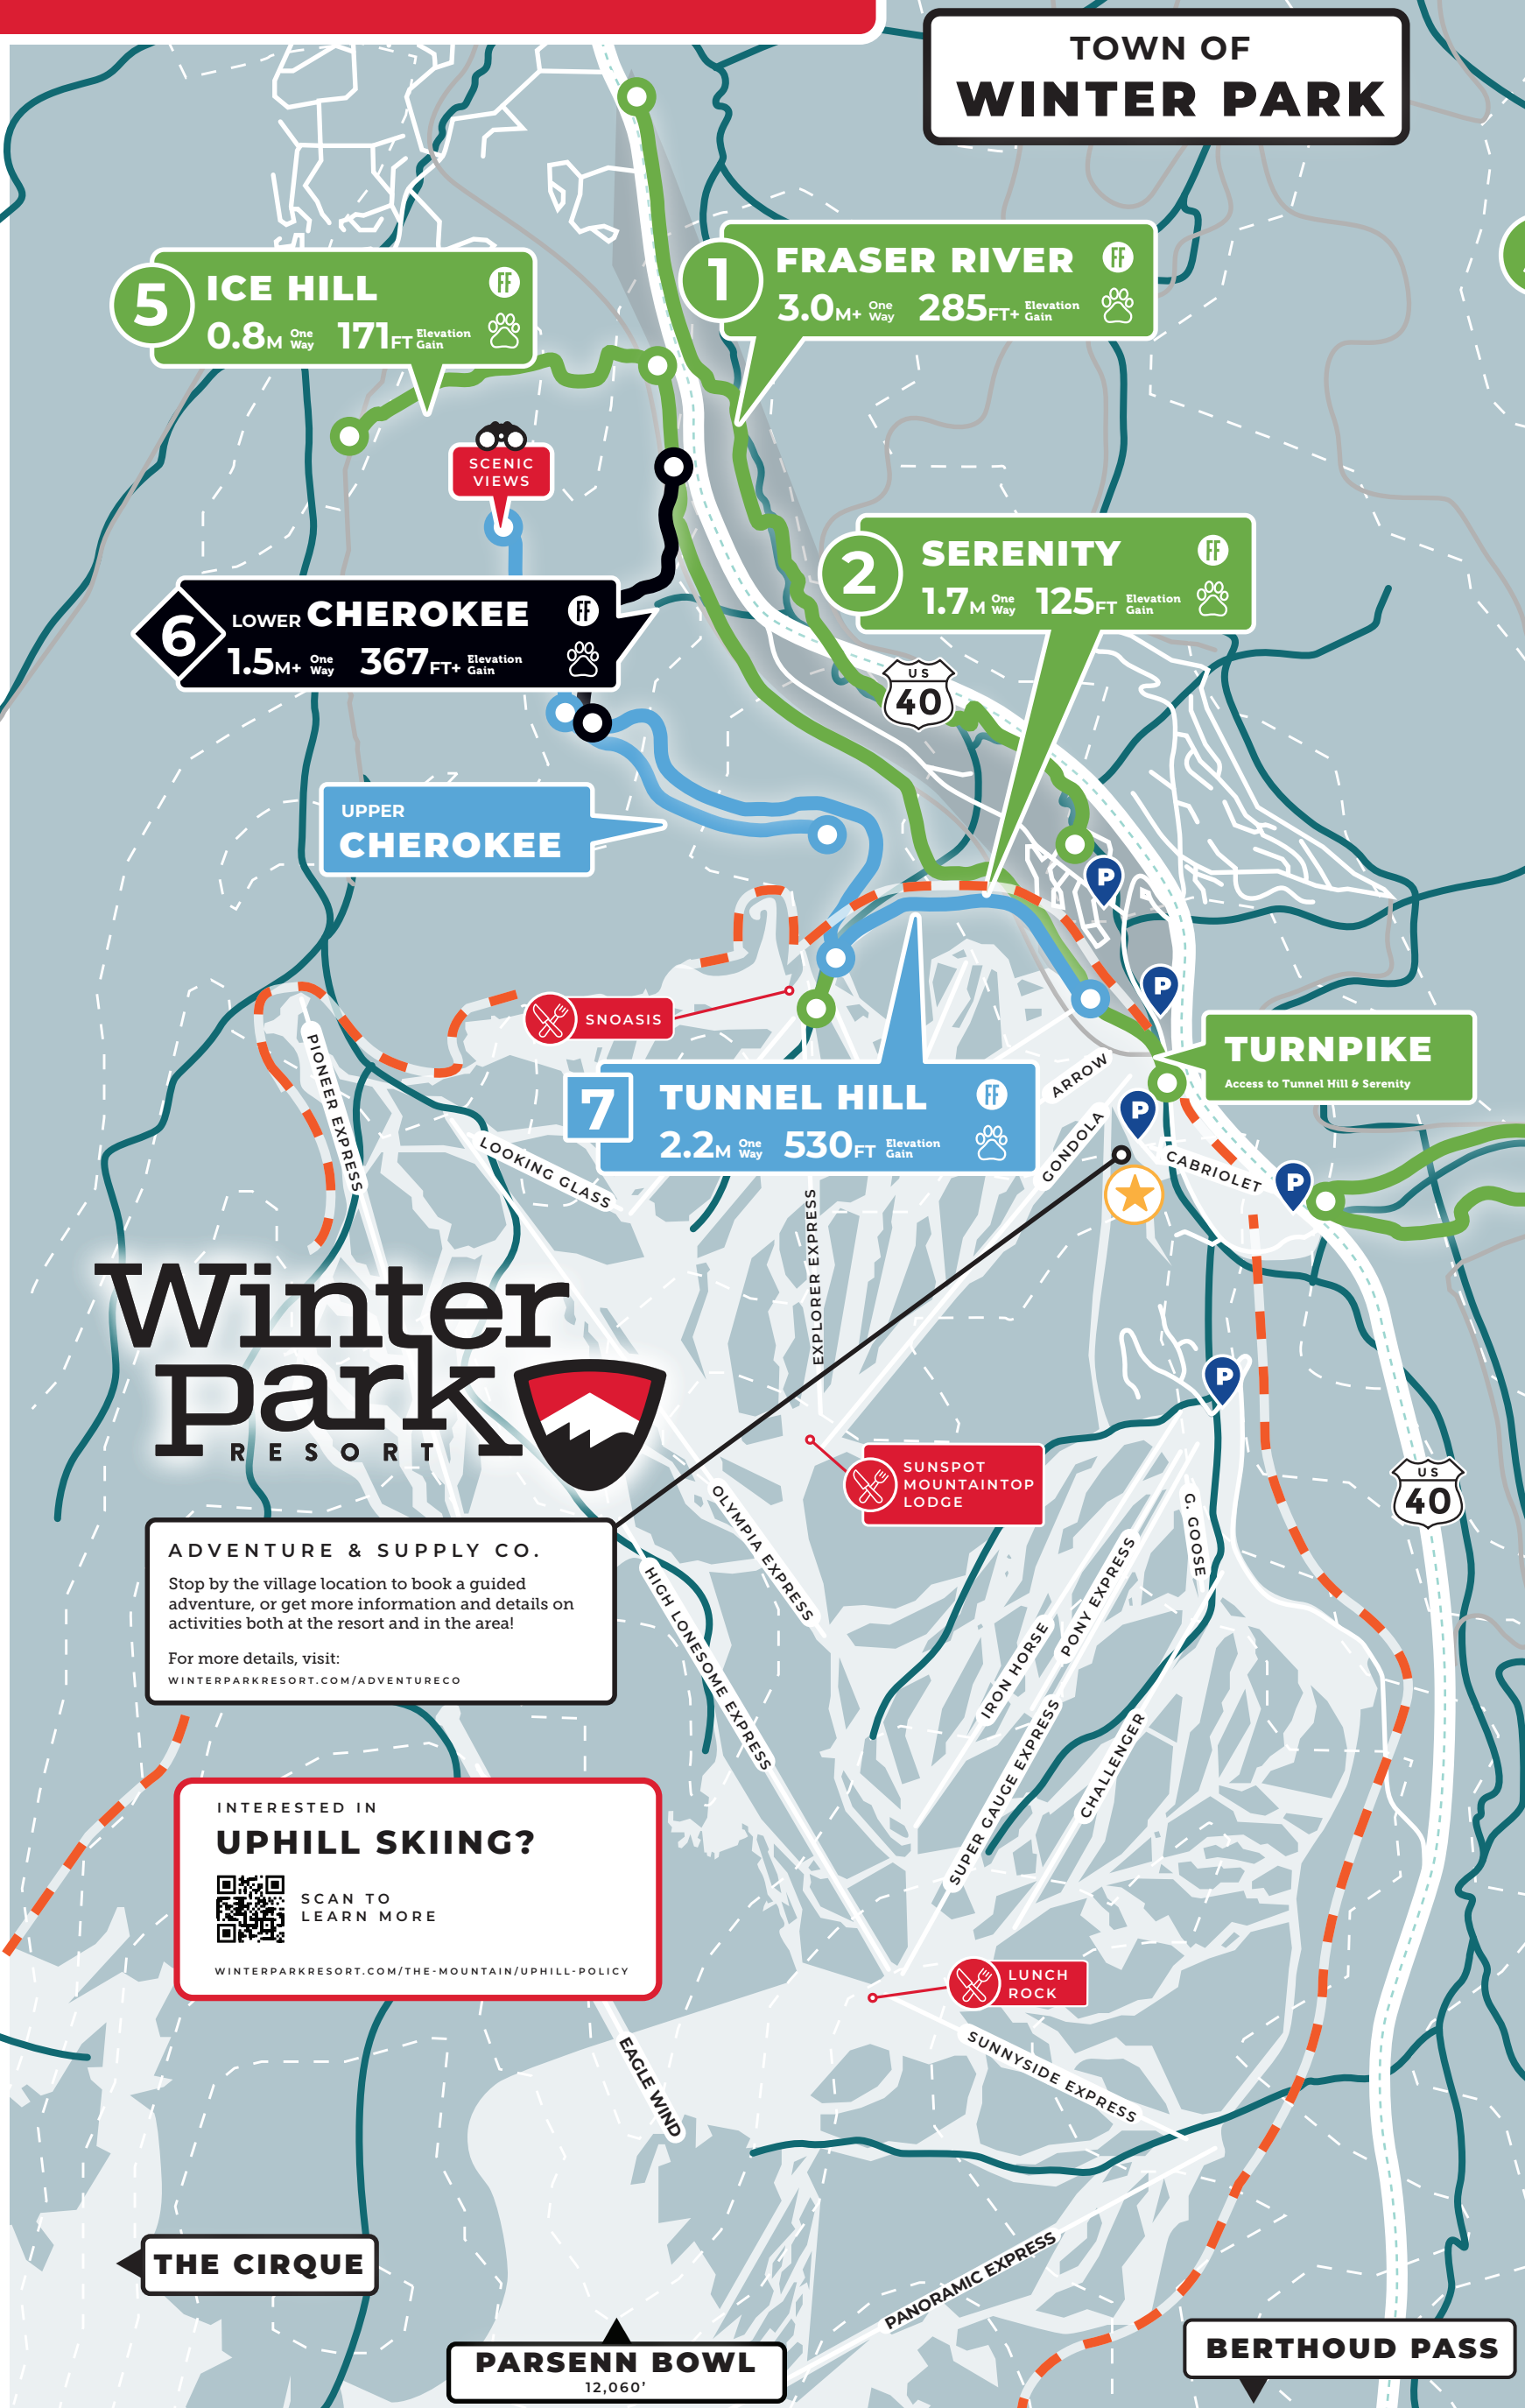 TOWN OF
WINTER PARK
1
FRASER RIVER
FF
3.0M+ One Way 285FT+ Elevation Gain
5
ICE HILL
FF
0.8M One Way 171FT Elevation Gain
SCENIC
VIEWS
2
SERENITY
FF
1.7M One Way 125FT Elevation Gain
6
LOWER CHEROKEE
FF
1.5M+ One Way 367FT+ Elevation Gain
US
40
UPPER
CHEROKEE
P
P
SNOASIS
TURNPIKE
Access to Tunnel Hill & Serenity
7
TUNNEL HILL
FF
2.2M One Way 530FT Elevation Gain
PIONEER EXPRESS
LOOKING GLASS
ARROW
GONDOLA
P
CABRIOLET
P
EXPLORER EXPRESS
Winter
Park
RESORT
P
SUNSPOT
MOUNTAINTOP
LODGE
US
40
OLYMPIA EXPRESS
G. GOOSE
ADVENTURE & SUPPLY CO.
Stop by the village location to book a guided
adventure, or get more information and details on
activities both at the resort and in the area!
For more details, visit:
WINTERPARKRESORT.COM/ADVENTURECO
HIGH LONESOME EXPRESS
IRON HORSE
PONY EXPRESS
SUPER GAUGE EXPRESS
CHALLENGER
INTERESTED IN
UPHILL SKIING?
SCAN TO
LEARN MORE
WINTERPARKRESORT.COM/THE-MOUNTAIN/UPHILL-POLICY
LUNCH
ROCK
EAGLE WIND
SUNNYSIDE EXPRESS
THE CIRQUE
PANORAMIC EXPRESS
PARSENN BOWL
12,060'
BERTHOUD PASS